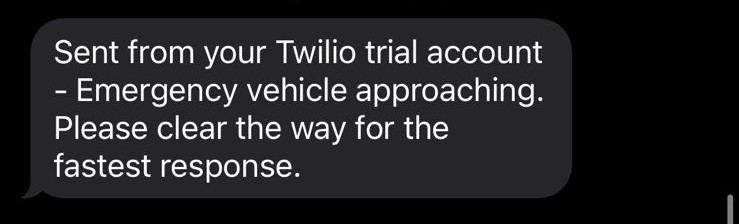 Sent from your Twilio trial account
- Emergency vehicle approaching.
Please clear the way for the
fastest response.